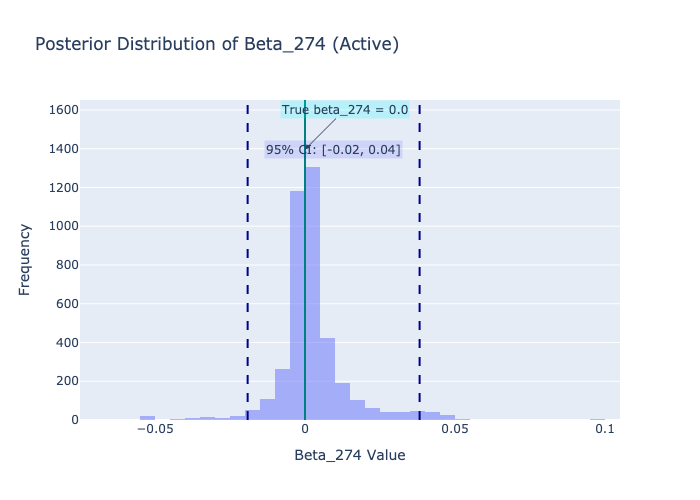 Posterior Distribution of Beta_274 (Active)
True beta_274 = 0.0
95% CI: [-0.02, 0.04]
1600
1400
1200
1000
800
600
400
200
0
Frequency
−0.05
0
0.05
0.1
Beta_274 Value